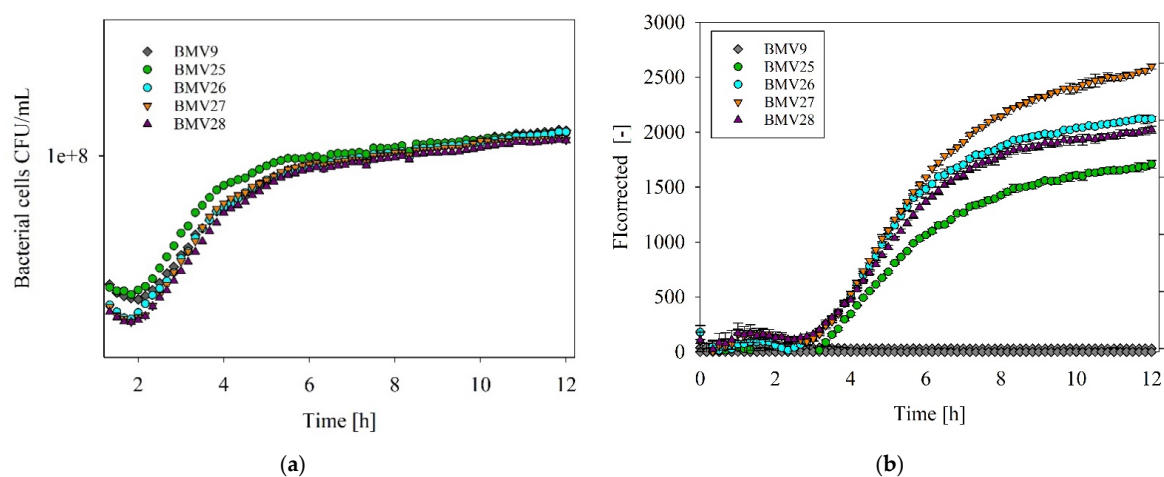 BMV9
BMV25
BMV26
BMV27
BMV28
Bacterial cells CFU/mL
1e+8
2 4 6 8 10 12
Time [h]
(a)
3000
2500
2000
1500
1000
500
0
BMV9
BMV25
BMV26
BMV27
BMV28
FIcorrected [-]
0 2 4 6 8 10 12
Time [h]
(b)